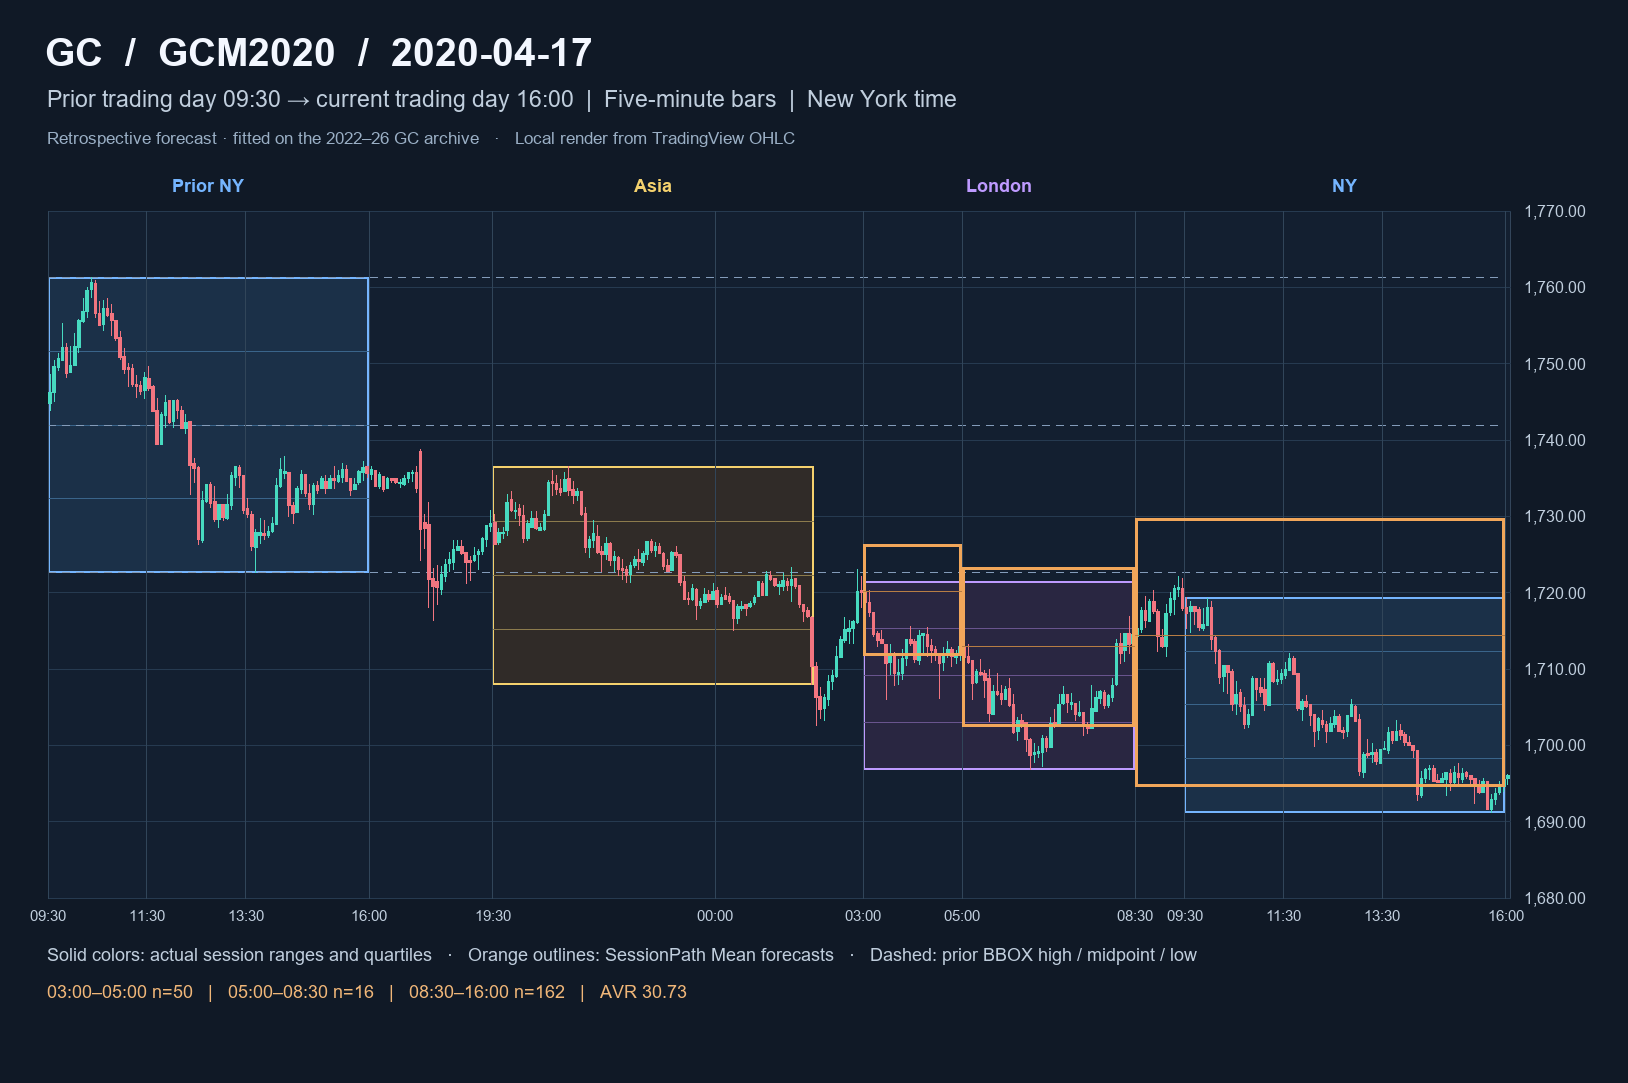 GC / GCM2020 / 2020-04-17
Prior trading day 09:30 → current trading day 16:00 | Five-minute bars | New York time
Retrospective forecast · fitted on the 2022–26 GC archive · Local render from TradingView OHLC
Prior NY Asia London NY
1,770.00
1,760.00
1,750.00
1,740.00
1,730.00
1,720.00
1,710.00
1,700.00
1,690.00
1,680.00
09:30 11:30 13:30 16:00 19:30 00:00 03:00 05:00 08:30 09:30 11:30 13:30 16:00
Solid colors: actual session ranges and quartiles · Orange outlines: SessionPath Mean forecasts · Dashed: prior BBOX high / midpoint / low
03:00–05:00 n=50 | 05:00–08:30 n=16 | 08:30–16:00 n=162 | AVR 30.73